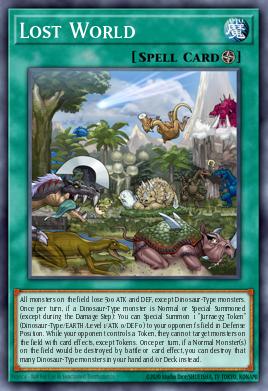 Lost World
魔
[Spell Card]
All monsters on the field lose 500 ATK and DEF, except Dinosaur-Type monsters.
Once per turn, if a Dinosaur-Type monster is Normal or Special Summoned
(except during the Damage Step): You can Special Summon 1 "Jurraegg Token"
(Dinosaur-Type/EARTH/Level 1/ATK 0/DEF 0) to your opponent's field in Defense
Position. While your opponent controls a Token, they cannot target monsters on
the field with card effects, except Tokens. Once per turn, if a Normal Monster(s)
on the field would be destroyed by battle or card effect, you can destroy that
many Dinosaur-Type monsters in your hand and/or Deck instead.